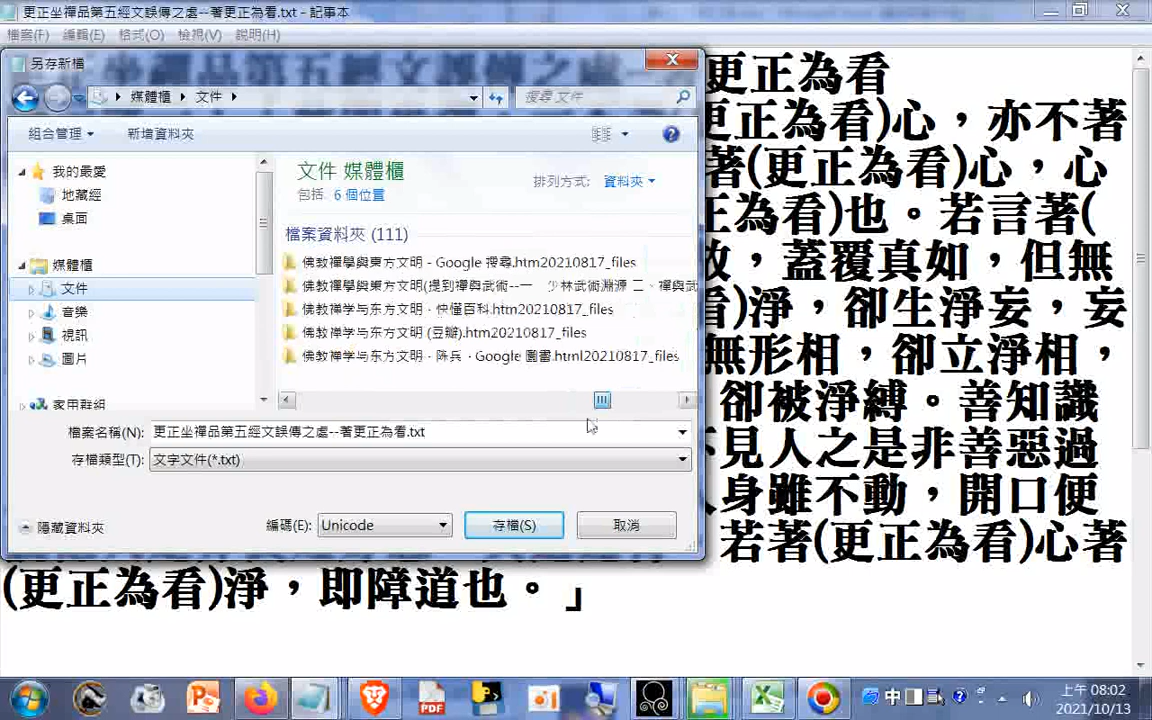 更正坐禪品第五經文誤傳之處--著更正為看.txt - 記事本
檔案(F) 編輯(E) 格式(O) 檢視(V) 說明(H)
另存新檔
媒體櫃 文件
搜尋 文件
組合管理 新增資料夾
我的最愛
地藏經
桌面
媒體櫃
文件
音樂
視訊
圖片
家用群組
文件 媒體櫃
包括: 6 個位置
排列方式: 資料夾
檔案資料夾 (111)
佛教禪學與東方文明 - Google 搜尋.htm20210817_files
佛教禪學與東方文明(提到禪與武術--一 少林武術淵源 二、禪與武
佛教禅学与东方文明 - 快懂百科.htm20210817_files
佛教禅学与东方文明 (豆瓣).htm20210817_files
佛教禅学与东方文明 - 陈兵 - Google 圖書.html20210817_files
檔案名稱(N): 更正坐禪品第五經文誤傳之處--著更正為看.txt
存檔類型(T): 文字文件(*.txt)
隱藏資料夾
編碼(E): Unicode
存檔(S)
取消
更正為看
更正為看)心，亦不著
著(更正為看)心，心
正為看)也。若言著(
故，蓋覆真如，但無
看)淨，卻生淨妄，妄
無形相，卻立淨相，
卻被淨縛。善知識
不見人之是非善惡過
人身雖不動，開口便
若著(更正為看)心著
(更正為看)淨，即障道也。」
中
PDF
上午 08:02
2021/10/13